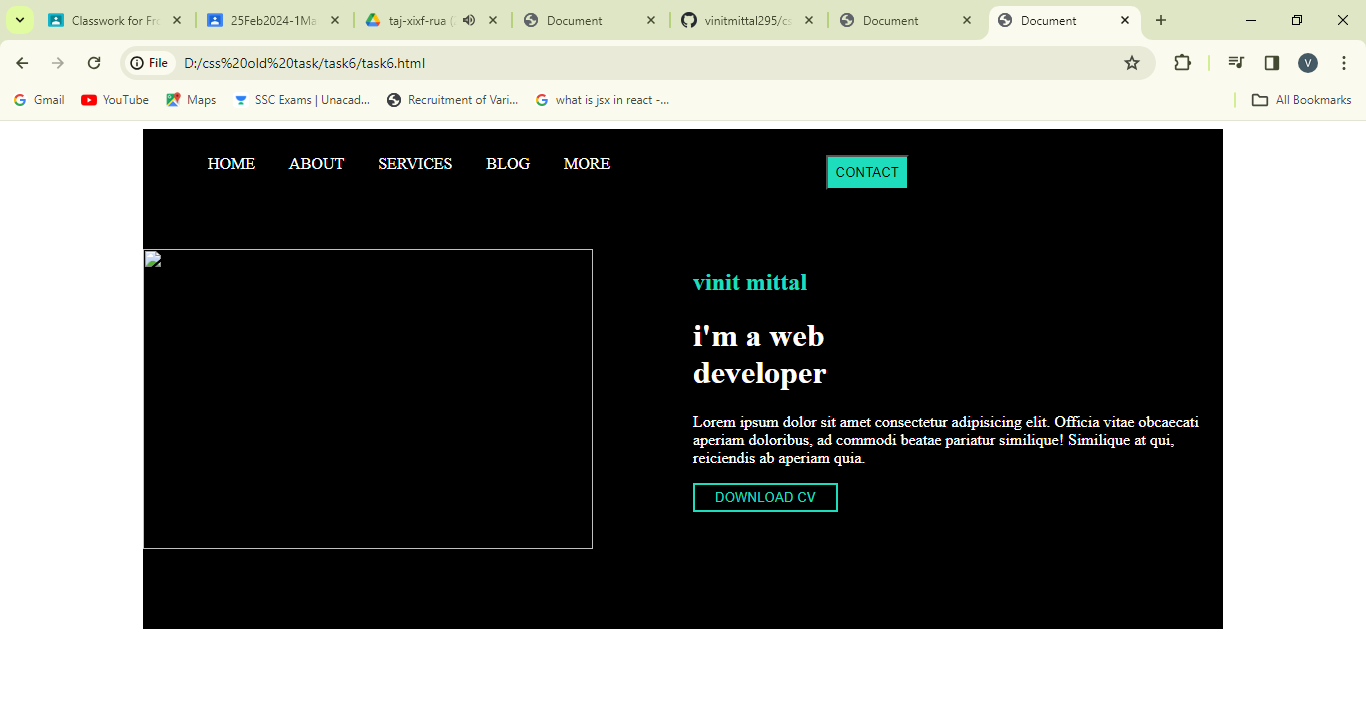 Classwork for Fro
25Feb2024-1Ma
taj-xixf-rua (
Document
vinitmittal295/cs
Document
Document
File D:/css%20old%20task/task6/task6.html V
Gmail YouTube Maps SSC Exams | Unacad... Recruitment of Vari... what is jsx in react -... All Bookmarks
HOME ABOUT SERVICES BLOG MORE CONTACT
vinit mittal
i'm a web
developer
Lorem ipsum dolor sit amet consectetur adipisicing elit. Officia vitae obcaecati
aperiam doloribus, ad commodi beatae pariatur similique! Similique at qui,
reiciendis ab aperiam quia.
DOWNLOAD CV